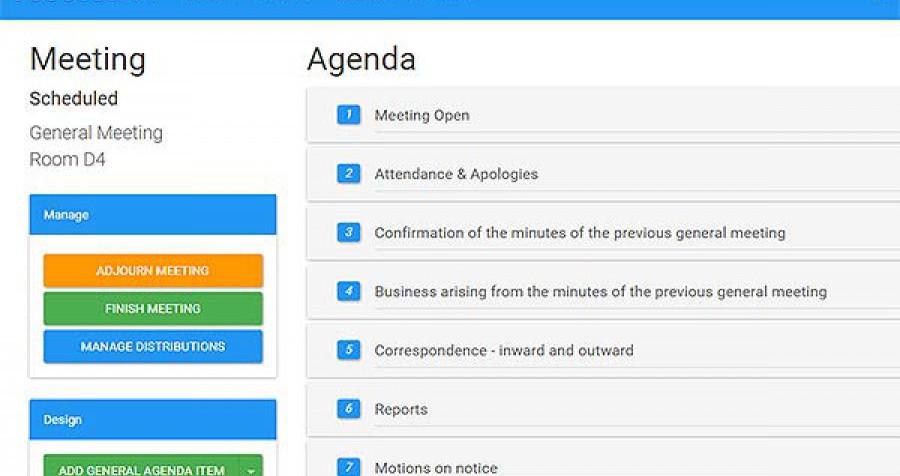 Meeting
Scheduled
General Meeting
Room D4
Manage
ADJOURN MEETING
FINISH MEETING
MANAGE DISTRIBUTIONS
Design
ADD GENERAL AGENDA ITEM
Agenda
1 Meeting Open
2 Attendance & Apologies
3 Confirmation of the minutes of the previous general meeting
4 Business arising from the minutes of the previous general meeting
5 Correspondence - inward and outward
6 Reports
7 Motions on notice